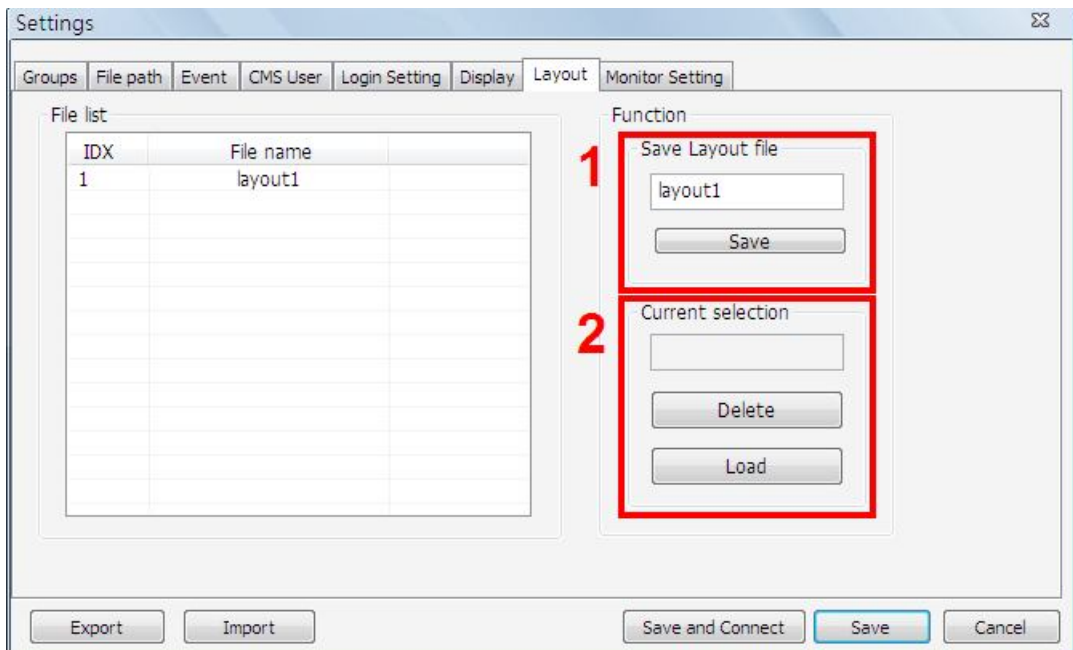 Settings
Groups File path Event CMS User Login Setting Display Layout Monitor Setting
File list
IDX File name
1 layout1
Function
1
Save Layout file
layout1
Save
2
Current selection
Delete
Load
Export Import Save and Connect Save Cancel